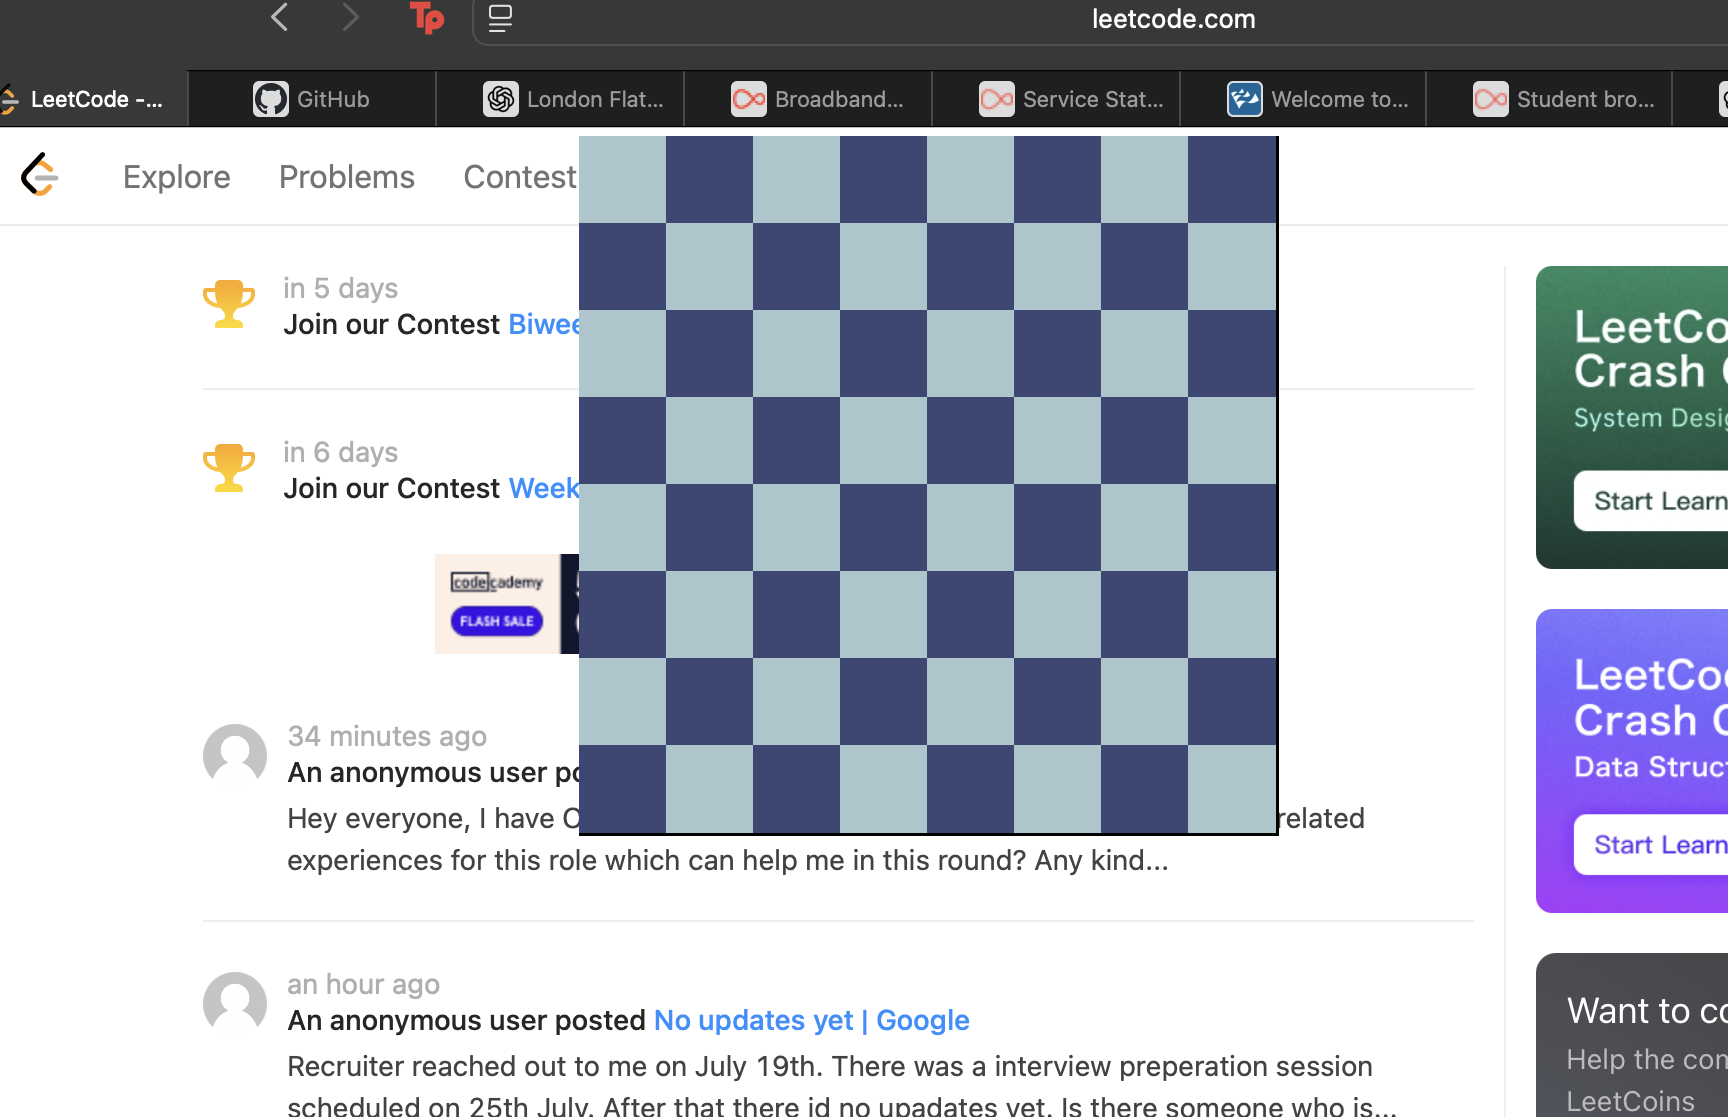 Tp
leetcode.com
LeetCode -...
GitHub
London Flat...
Broadband...
Service Stat...
Welcome to...
Student bro...
Explore Problems Contest
in 5 days
Join our Contest Biwee
in 6 days
Join our Contest Week
codecademy
FLASH SALE
34 minutes ago
An anonymous user po
Hey everyone, I have O related
experiences for this role which can help me in this round? Any kind...
an hour ago
An anonymous user posted No updates yet | Google
Recruiter reached out to me on July 19th. There was a interview preperation session
scheduled on 25th July. After that there id no upadates yet. Is there someone who is...
LeetCo
Crash
System Desig
Start Learn
LeetCo
Crash
Data Struc
Start Learn
Want to co
Help the com
LeetCoins